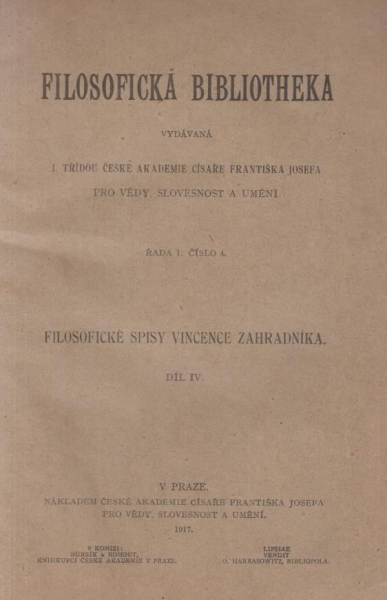 FILOSOFICKÁ BIBLIOTHEKA
VYDÁVANÁ
I. TŘÍDOU ČESKÉ AKADEMIE CÍSAŘE FRANTIŠKA JOSEFA
PRO VĚDY, SLOVESNOST A UMĚNÍ.
ŘADA I. ČÍSLO 4.
FILOSOFICKÉ SPISY VINCENCE ZAHRADNÍKA.
DÍL IV.
V PRAZE.
NÁKLADEM ČESKÉ AKADEMIE CÍSAŘE FRANTIŠKA JOSEFA
PRO VĚDY, SLOVESNOST A UMĚNÍ.
1917.
V KOMISI:
BURSÍK & KOHOUT,
KNIHKUPCI ČESKÉ AKADEMIE V PRAZE.
LIPSIAE
VENDIT
O. HARRASOWITZ, BIBLIOPOLA.